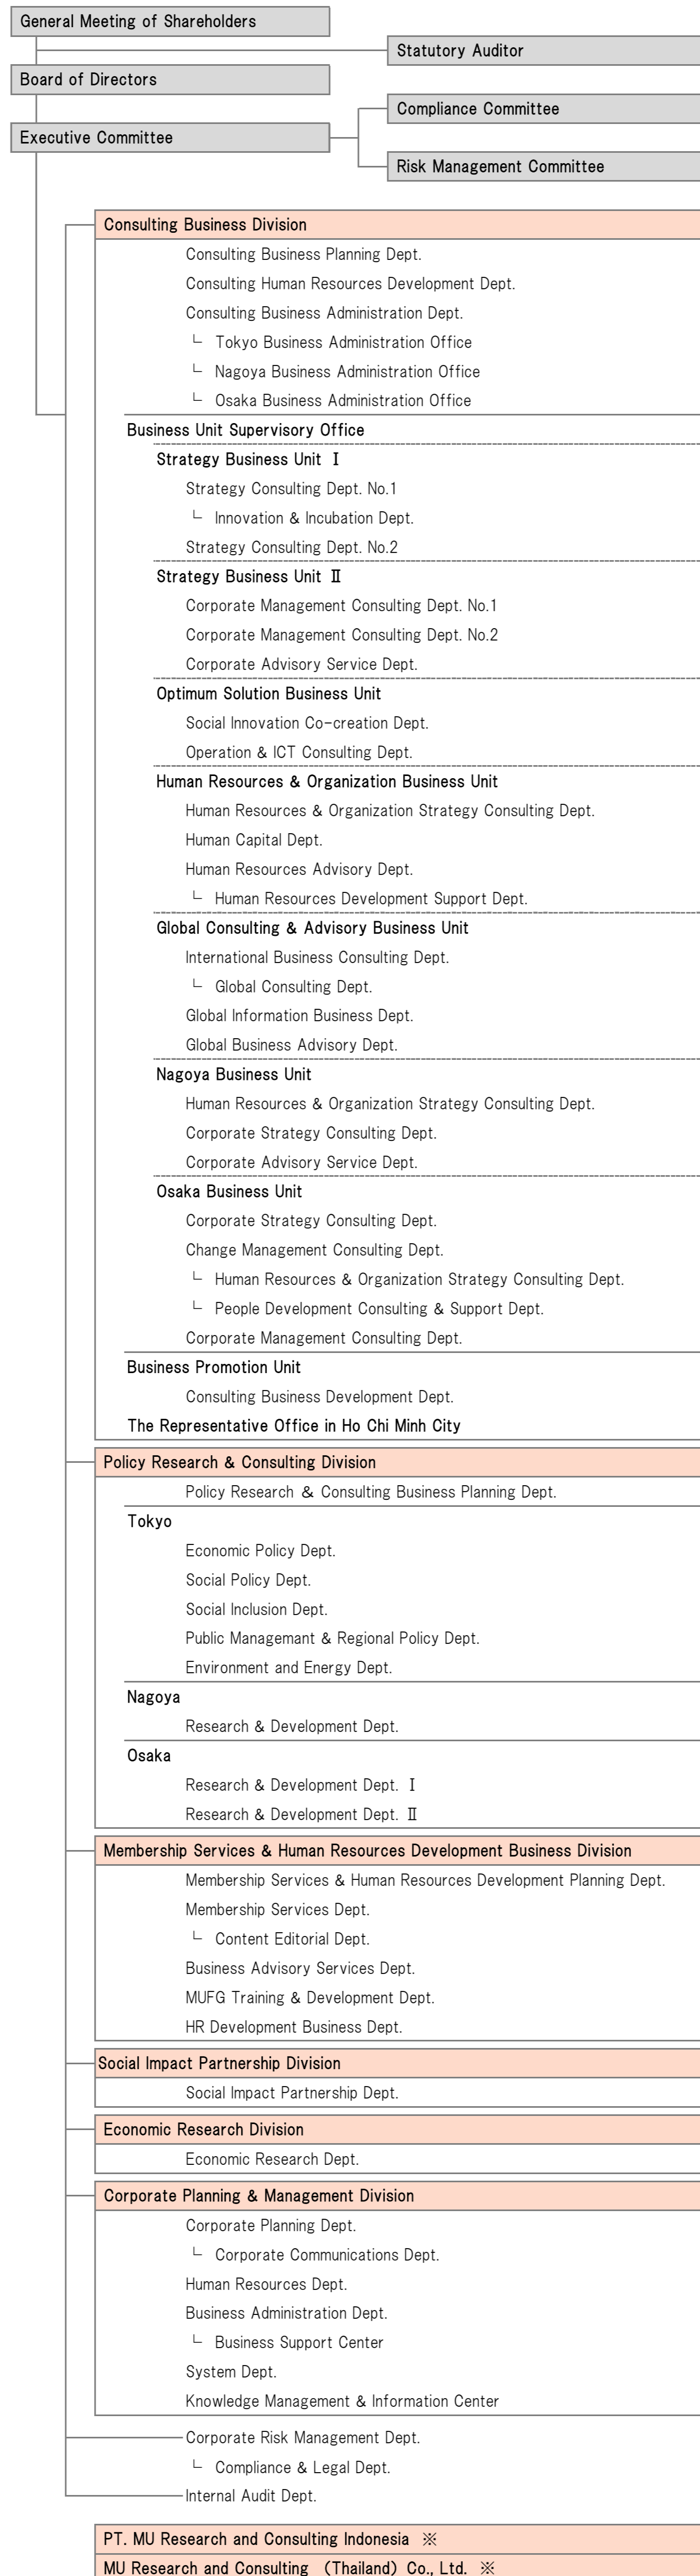 General Meeting of Shareholders
Statutory Auditor
Board of Directors
Compliance Committee
Executive Committee
Risk Management Committee
Consulting Business Division
Consulting Business Planning Dept.
Consulting Human Resources Development Dept.
Consulting Business Administration Dept.
└ Tokyo Business Administration Office
└ Nagoya Business Administration Office
└ Osaka Business Administration Office
Business Unit Supervisory Office
Strategy Business Unit Ⅰ
Strategy Consulting Dept. No.1
└ Innovation & Incubation Dept.
Strategy Consulting Dept. No.2
Strategy Business Unit Ⅱ
Corporate Management Consulting Dept. No.1
Corporate Management Consulting Dept. No.2
Corporate Advisory Service Dept.
Optimum Solution Business Unit
Social Innovation Co-creation Dept.
Operation & ICT Consulting Dept.
Human Resources & Organization Business Unit
Human Resources & Organization Strategy Consulting Dept.
Human Capital Dept.
Human Resources Advisory Dept.
└ Human Resources Development Support Dept.
Global Consulting & Advisory Business Unit
International Business Consulting Dept.
└ Global Consulting Dept.
Global Information Business Dept.
Global Business Advisory Dept.
Nagoya Business Unit
Human Resources & Organization Strategy Consulting Dept.
Corporate Strategy Consulting Dept.
Corporate Advisory Service Dept.
Osaka Business Unit
Corporate Strategy Consulting Dept.
Change Management Consulting Dept.
└ Human Resources & Organization Strategy Consulting Dept.
└ People Development Consulting & Support Dept.
Corporate Management Consulting Dept.
Business Promotion Unit
Consulting Business Development Dept.
The Representative Office in Ho Chi Minh City
Policy Research & Consulting Division
Policy Research ＆ Consulting Business Planning Dept.
Tokyo
Economic Policy Dept.
Social Policy Dept.
Social Inclusion Dept.
Public Managemant & Regional Policy Dept.
Environment and Energy Dept.
Nagoya
Research & Development Dept.
Osaka
Research & Development Dept. Ⅰ
Research & Development Dept. Ⅱ
Membership Services & Human Resources Development Business Division
Membership Services & Human Resources Development Planning Dept.
Membership Services Dept.
└ Content Editorial Dept.
Business Advisory Services Dept.
MUFG Training & Development Dept.
HR Development Business Dept.
Social Impact Partnership Division
Social Impact Partnership Dept.
Economic Research Division
Economic Research Dept.
Corporate Planning & Management Division
Corporate Planning Dept.
└ Corporate Communications Dept.
Human Resources Dept.
Business Administration Dept.
└ Business Support Center
System Dept.
Knowledge Management & Information Center
Corporate Risk Management Dept.
└ Compliance & Legal Dept.
Internal Audit Dept.
PT. MU Research and Consulting Indonesia ※
MU Research and Consulting （Thailand）Co., Ltd. ※